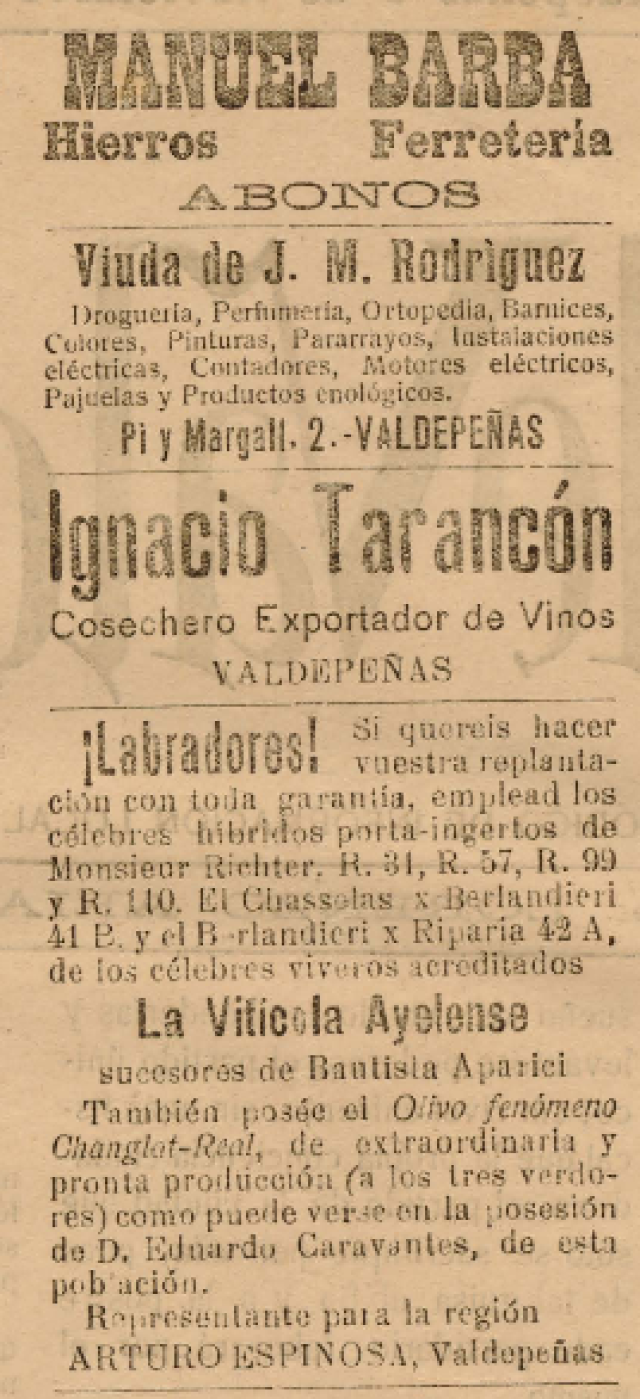 MANUEL BARBA
Hierros Ferretería
ABONOS
Viuda de J. M. Rodrìguez
Droguería, Perfumería, Ortopedia, Barnices,
Colores, Pinturas, Pararrayos, Instalaciones
eléctricas, Contadores, Motores eléctricos,
Pajuelas y Productos enológicos.
Pi y Margall, 2.-VALDEPEÑAS
Ignacio Tarancón
Cosechero Exportador de Vinos
VALDEPEÑAS
¡Labradores! Si quereis hacer
vuestra replanta-
ción con toda garantía, emplead los
célebres híbridos porta-ingertos de
Monsieur Richter. R. 31, R. 57, R. 99
y R. 110. El Chasselas x Berlandieri
41 B. y el Berlandieri x Riparia 42 A,
de los célebres viveros acreditados
La Vitícola Ayelense
sucesores de Bautista Aparici
También posée el Olivo fenómeno
Changlot-Real, de extraordinaria y
pronta producción (a los tres verdo-
res) como puede verse en la posesión
de D. Eduardo Caravantes, de esta
población.
Representante para la región
ARTURO ESPINOSA, Valdepeñas